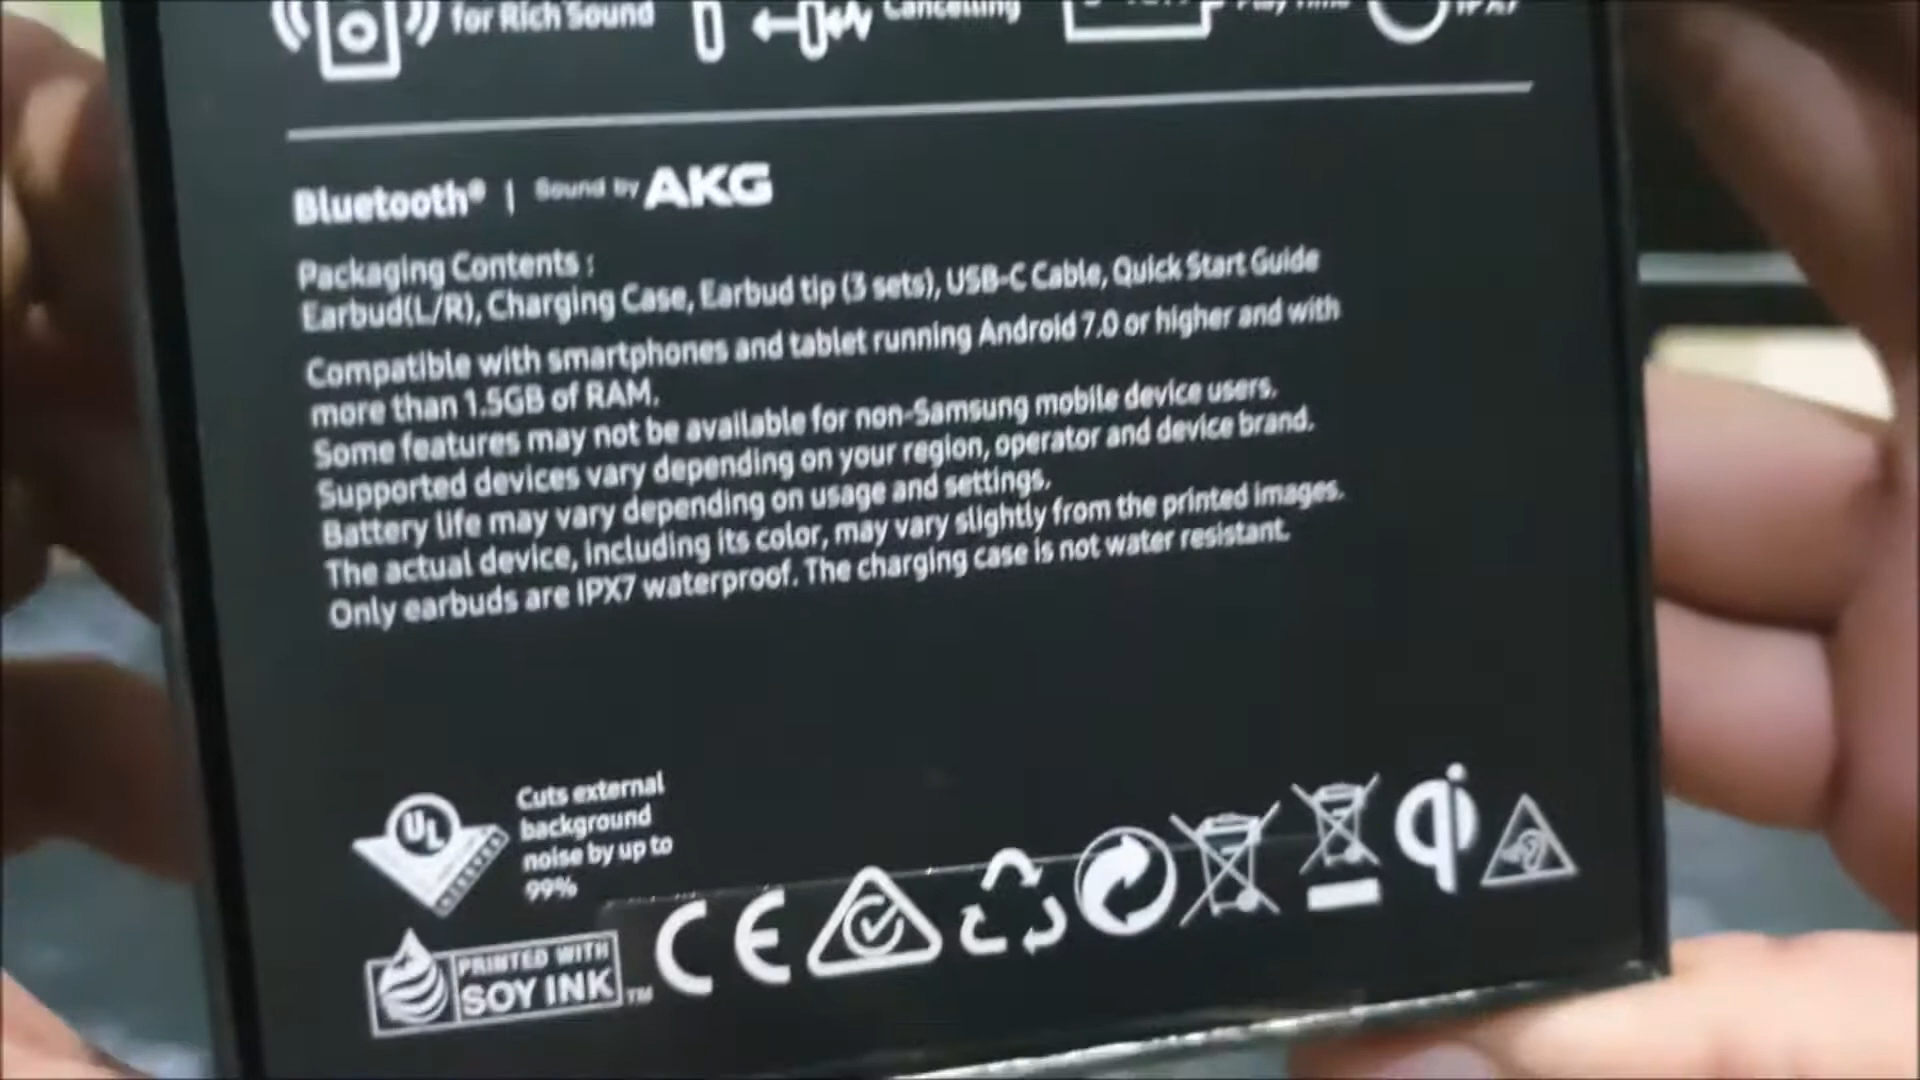 for Rich Sound
Cancelling
Play Time
IPX7
Bluetooth® | Sound by AKG
Packaging Contents :
Earbud(L/R), Charging Case, Earbud tip (3 sets), USB-C Cable, Quick Start Guide
Compatible with smartphones and tablet running Android 7.0 or higher and with
more than 1.5GB of RAM.
Some features may not be available for non-Samsung mobile device users.
Supported devices vary depending on your region, operator and device brand.
Battery life may vary depending on usage and settings.
The actual device, including its color, may vary slightly from the printed images.
Only earbuds are IPX7 waterproof. The charging case is not water resistant.
UL
Cuts external
background
noise by up to
99%
PRINTED WITH
SOY INK™
CE
qi